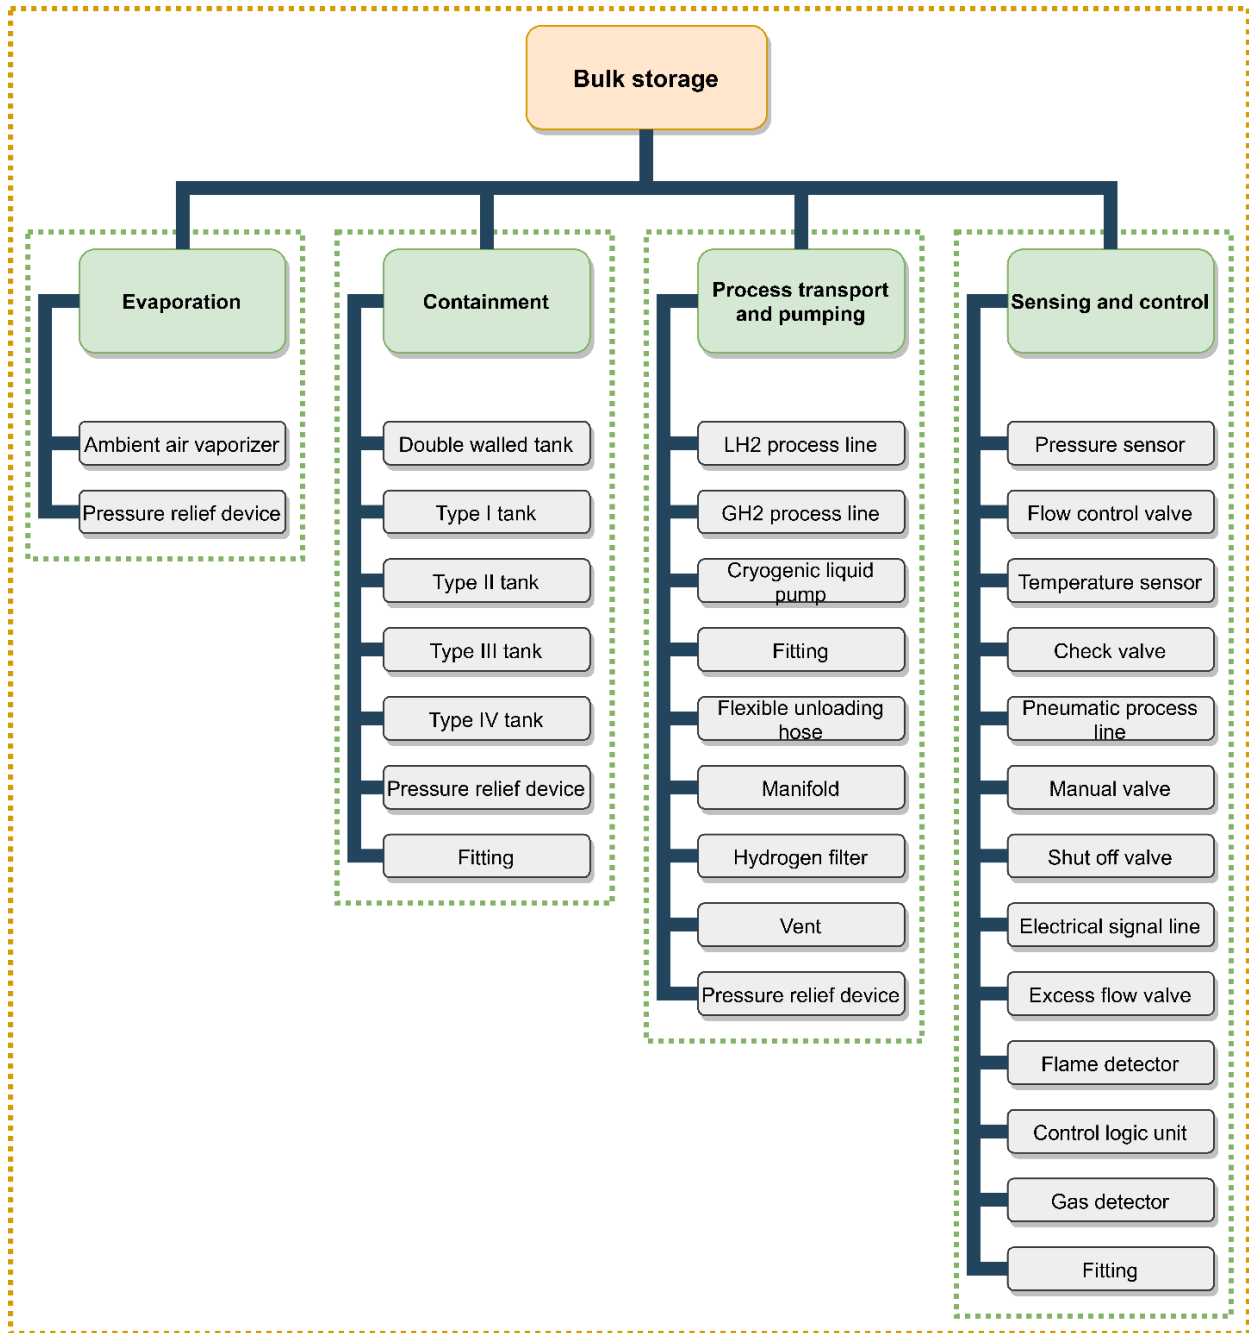 Bulk storage
Evaporation
Ambient air vaporizer
Pressure relief device
Containment
Double walled tank
Type I tank
Type II tank
Type III tank
Type IV tank
Pressure relief device
Fitting
Process transport
and pumping
LH2 process line
GH2 process line
Cryogenic liquid
pump
Fitting
Flexible unloading
hose
Manifold
Hydrogen filter
Vent
Pressure relief device
Sensing and control
Pressure sensor
Flow control valve
Temperature sensor
Check valve
Pneumatic process
line
Manual valve
Shut off valve
Electrical signal line
Excess flow valve
Flame detector
Control logic unit
Gas detector
Fitting